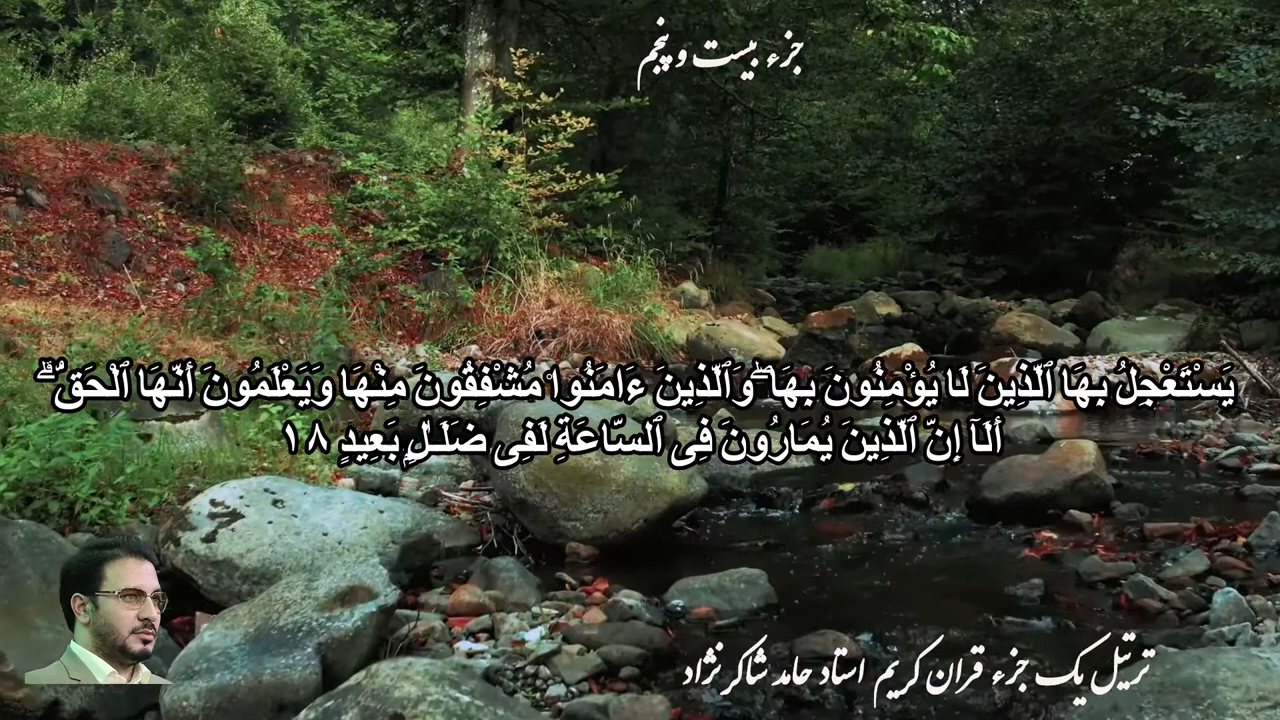 جزء بیست و پنجم
يَسْتَعْجِلُ بِهَا ٱلَّذِينَ لَا يُؤْمِنُونَ بِهَا ۖ وَٱلَّذِينَ ءَامَنُوا۟ مُشْفِقُونَ مِنْهَا وَيَعْلَمُونَ أَنَّهَا ٱلْحَقُّ ۗ
أَلَآ إِنَّ ٱلَّذِينَ يُمَارُونَ فِى ٱلسَّاعَةِ لَفِى ضَلَـٰلٍۭ بَعِيدٍ ١٨
ترتیل یک جزء قران کریم استاد حامد شاکرنژاد